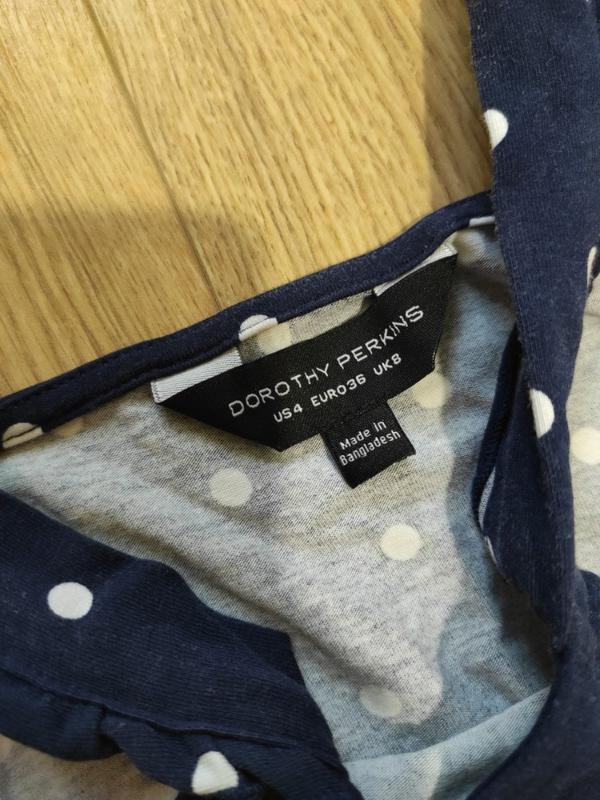 DOROTHY PERKINS
US4 EURO36 UK8
Made in
Bangladesh